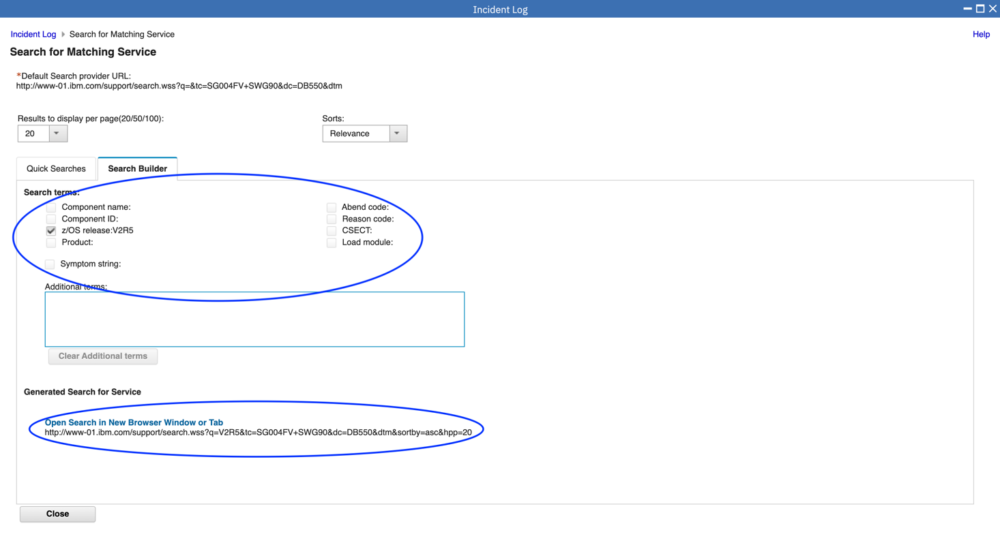 Incident Log
Incident Log Search for Matching Service Help
Search for Matching Service
*Default Search provider URL:
http://www-01.ibm.com/support/search.wss?q=&tc=SG004FV+SWG90&dc=DB550&dtm
Results to display per page(20/50/100): Sorts:
20 Relevance
Quick Searches Search Builder
Search terms:
Component name: Abend code:
Component ID: Reason code:
z/OS release:V2R5 CSECT:
Product: Load module:
Symptom string:
Additional terms:
Clear Additional terms
Generated Search for Service
Open Search in New Browser Window or Tab
http://www-01.ibm.com/support/search.wss?q=V2R5&tc=SG004FV+SWG90&dc=DB550&dtm&sortby=asc&hpp=20
Close